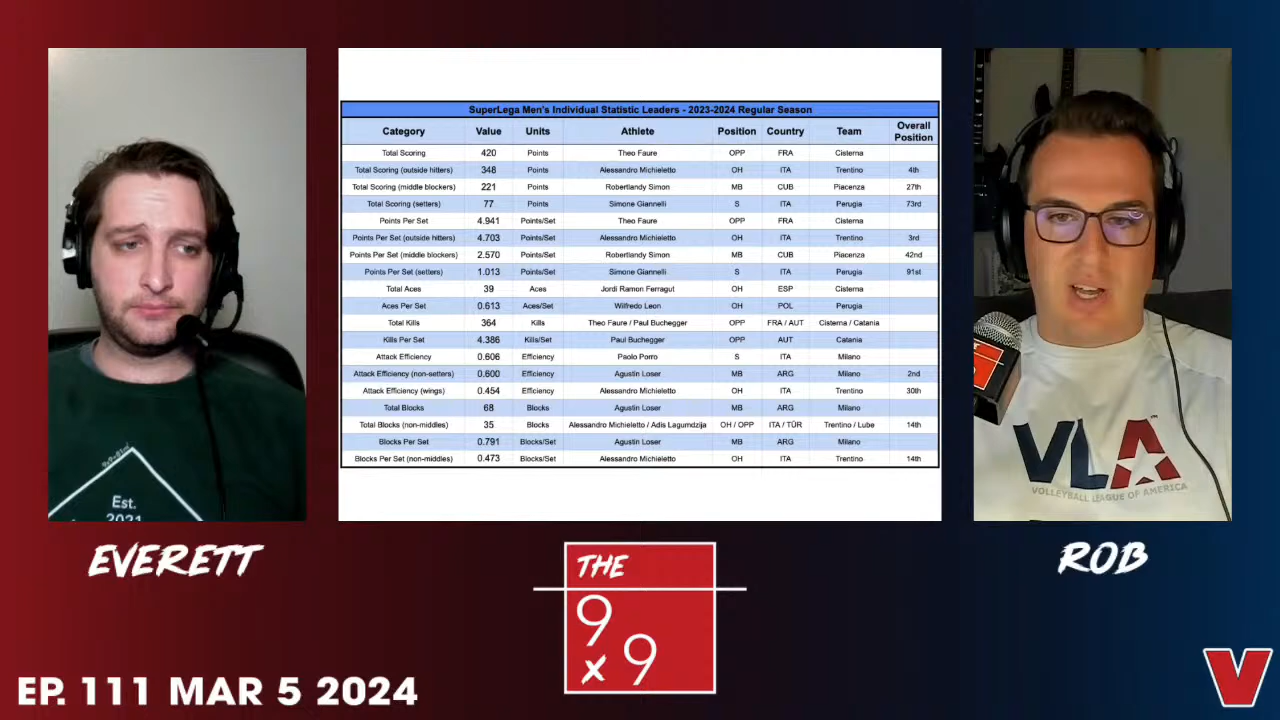 SuperLega Men's Individual Statistic Leaders - 2023-2024 Regular Season
Category Value Units Athlete Position Country Team Overall Position
Total Scoring 420 Points Theo Faure OPP FRA Cisterna
Total Scoring (outside hitters) 348 Points Alessandro Michieletto OH ITA Trentino 4th
Total Scoring (middle blockers) 221 Points Robertlandy Simon MB CUB Piacenza 27th
Total Scoring (setters) 77 Points Simone Giannelli S ITA Perugia 73rd
Points Per Set 4.941 Points/Set Theo Faure OPP FRA Cisterna
Points Per Set (outside hitters) 4.703 Points/Set Alessandro Michieletto OH ITA Trentino 3rd
Points Per Set (middle blockers) 2.570 Points/Set Robertlandy Simon MB CUB Piacenza 42nd
Points Per Set (setters) 1.013 Points/Set Simone Giannelli S ITA Perugia 91st
Total Aces 39 Aces Jordi Ramon Ferragut OH ESP Cisterna
Aces Per Set 0.613 Aces/Set Wilfredo Leon OH POL Perugia
Total Kills 364 Kills Theo Faure / Paul Buchegger OPP FRA / AUT Cisterna / Catania
Kills Per Set 4.386 Kills/Set Paul Buchegger OPP AUT Catania
Attack Efficiency 0.606 Efficiency Paolo Porro S ITA Milano
Attack Efficiency (non-setters) 0.600 Efficiency Agustin Loser MB ARG Milano 2nd
Attack Efficiency (wings) 0.454 Efficiency Alessandro Michieletto OH ITA Trentino 30th
Total Blocks 68 Blocks Agustin Loser MB ARG Milano
Total Blocks (non-middles) 35 Blocks Alessandro Michieletto / Adis Lagumdzija OH / OPP ITA / TÜR Trentino / Lube 14th
Blocks Per Set 0.791 Blocks/Set Agustin Loser MB ARG Milano
Blocks Per Set (non-middles) 0.473 Blocks/Set Alessandro Michieletto OH ITA Trentino 14th
Est.
2021
VLA
VOLLEYBALL LEAGUE OF AMERICA
EVERETT
ROB
THE
9
x 9
EP. 111 MAR 5 2024
V